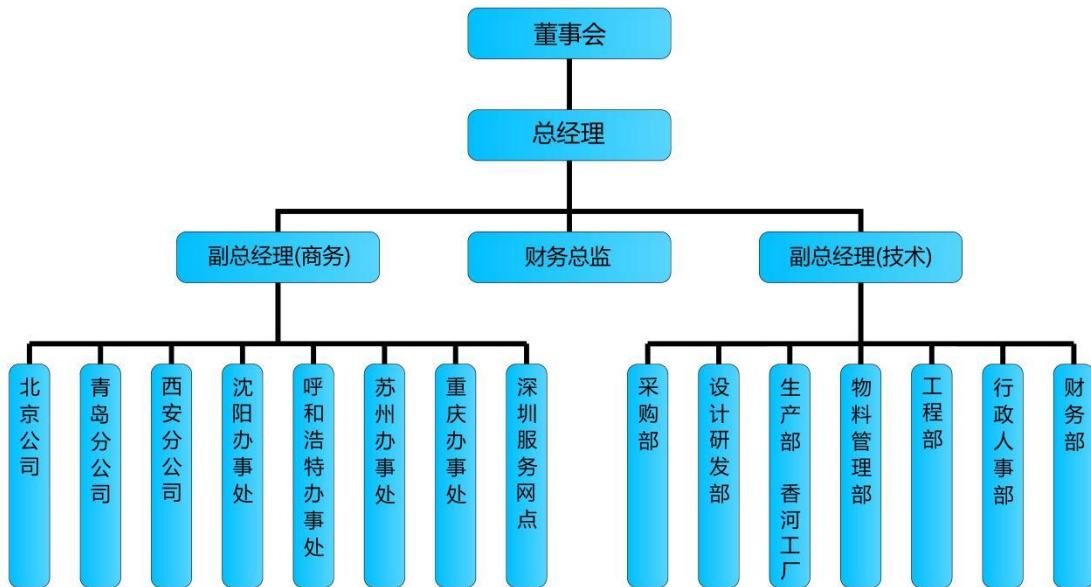 董事会
总经理
副总经理(商务)
财务总监
副总经理(技术)
北京公司
青岛分公司
西安分公司
沈阳办事处
呼和浩特办事处
苏州办事处
重庆办事处
深圳服务网点
采购部
设计研发部
生产部 香河工厂
物料管理部
工程部
行政人事部
财务部